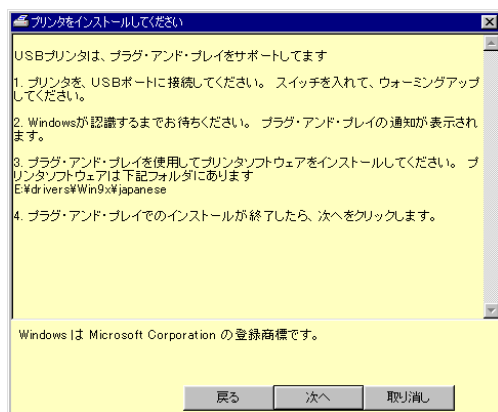 プリンタをインストールしてください
USBプリンタは、プラグ・アンド・プレイをサポートしてます
1. プリンタを、USBポートに接続してください。 スイッチを入れて、ウォーミングアップ
してください。
2. Windowsが認識するまでお待ちください。 プラグ・アンド・プレイの通知が表示され
ます。
3. プラグ・アンド・プレイを使用してプリンタソフトウェアをインストールしてください。 プ
リンタソフトウェアは下記フォルダにあります
E:¥drivers¥Win9x¥japanese
4. プラグ・アンド・プレイでのインストールが終了したら、次へをクリックします。
Windows は Microsoft Corporation の登録商標です。
戻る 次へ 取り消し